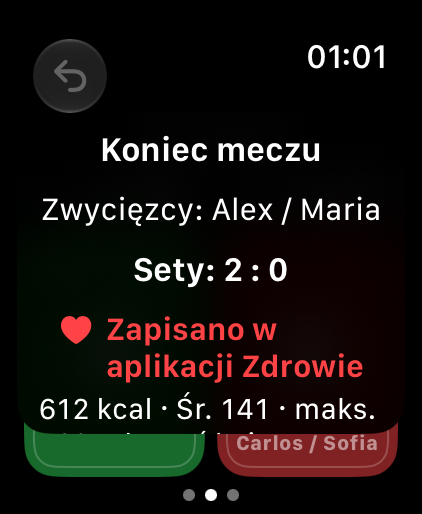 01:01
Koniec meczu
Zwycięzcy: Alex / Maria
Sety: 2 : 0
Zapisano w
aplikacji Zdrowie
612 kcal · Śr. 141 · maks.
Carlos / Sofia